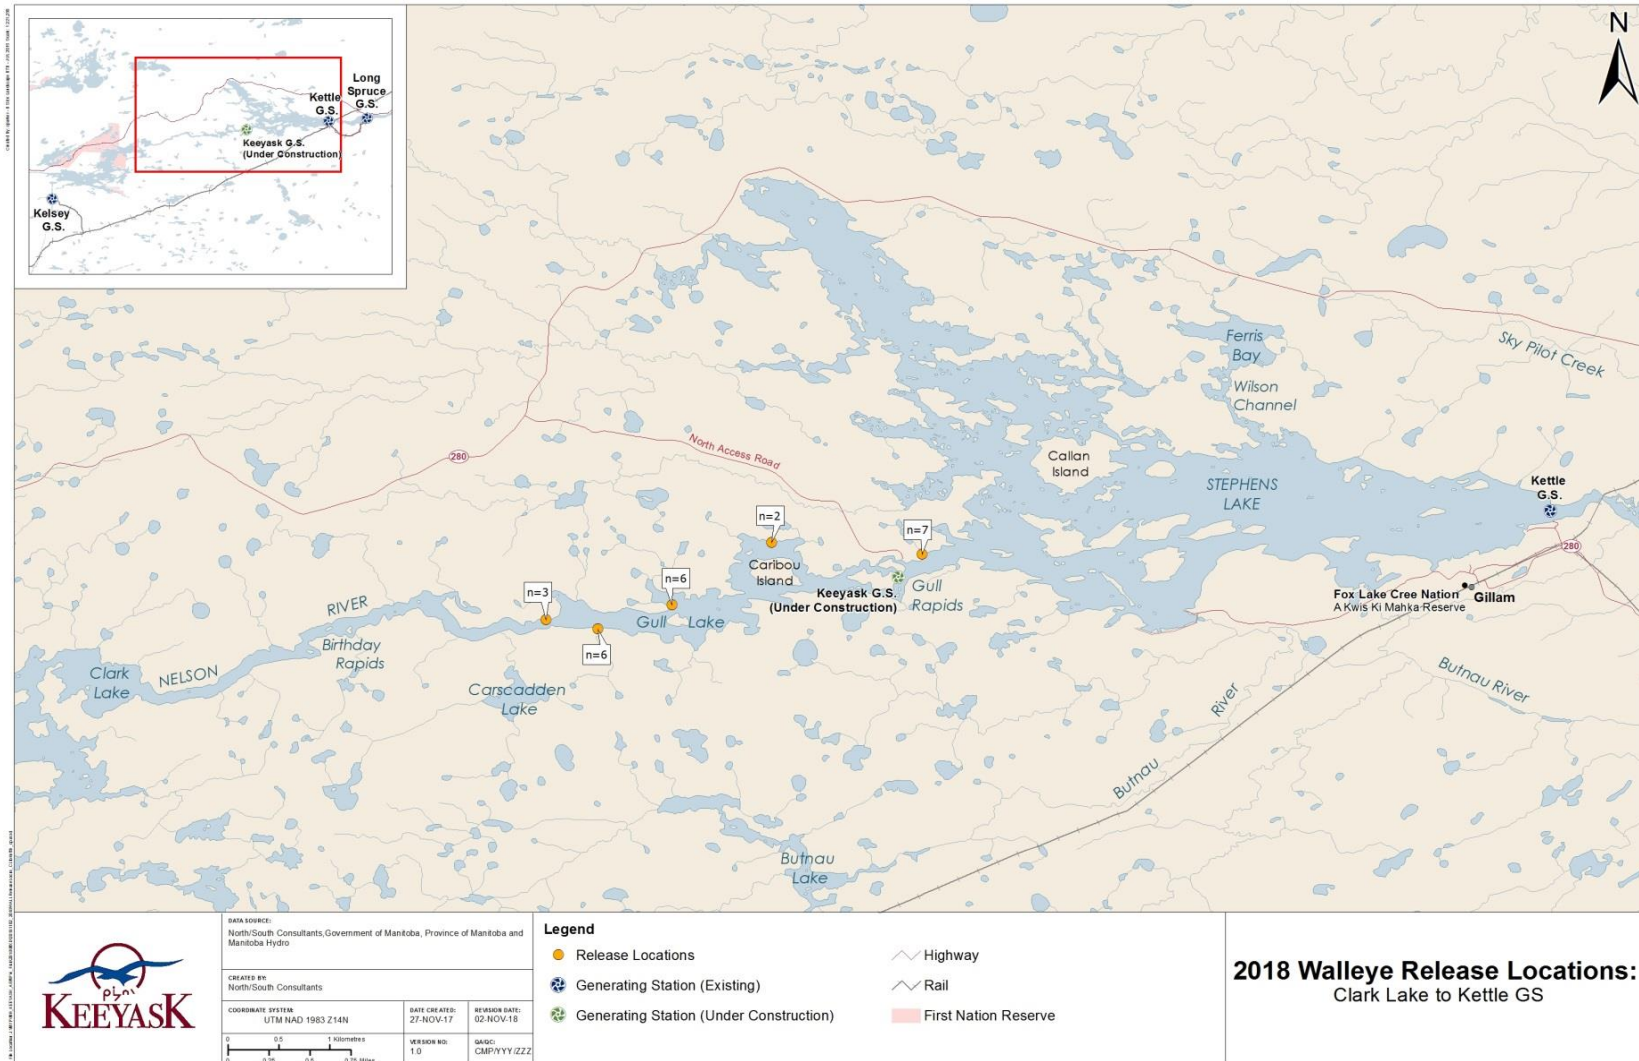 N
Long
Spruce
G.S.
Kettle
G.S.
Keeyask G.S.
(Under Construction)
Kelsey
G.S.
Ferris
Bay
Sky Pilot Creek
Wilson
Channel
North Access Road
280
Callan
Island
STEPHENS
LAKE
Kettle
G.S.
n=2
n=7
280
Caribou
Island
n=6
Keeyask G.S.
(Under Construction)
Gull
Rapids
Fox Lake Cree Nation
A Kwis Ki Mahka Reserve
Gillam
n=3
RIVER
Gull Lake
Birthday
Rapids
n=6
Clark
Lake
NELSON
Carscadden
Lake
Butnau River
River
Butnau
Butnau
Lake
KEEYASK
DATA SOURCE:
North/South Consultants,Government of Manitoba, Province of Manitoba and
Manitoba Hydro
CREATED BY:
North/South Consultants
COORDINATE SYSTEM:
UTM NAD 1983 Z14N
DATE CREATED:
27-NOV-17
REVISION DATE:
02-NOV-18
0 0.5 1 Kilometres
VERSION NO:
1.0
QA/QC:
CMP/YYY/ZZZ
Legend
Release Locations
Generating Station (Existing)
Generating Station (Under Construction)
Highway
Rail
First Nation Reserve
2018 Walleye Release Locations:
Clark Lake to Kettle GS